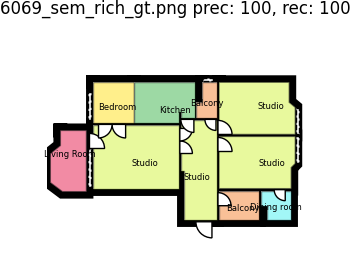 6069_sem_rich_gt.png prec: 100, rec: 100
Bedroom
Kitchen
Balcony
Studio
Living Room
Studio
Studio
Studio
Balcony
Dining room